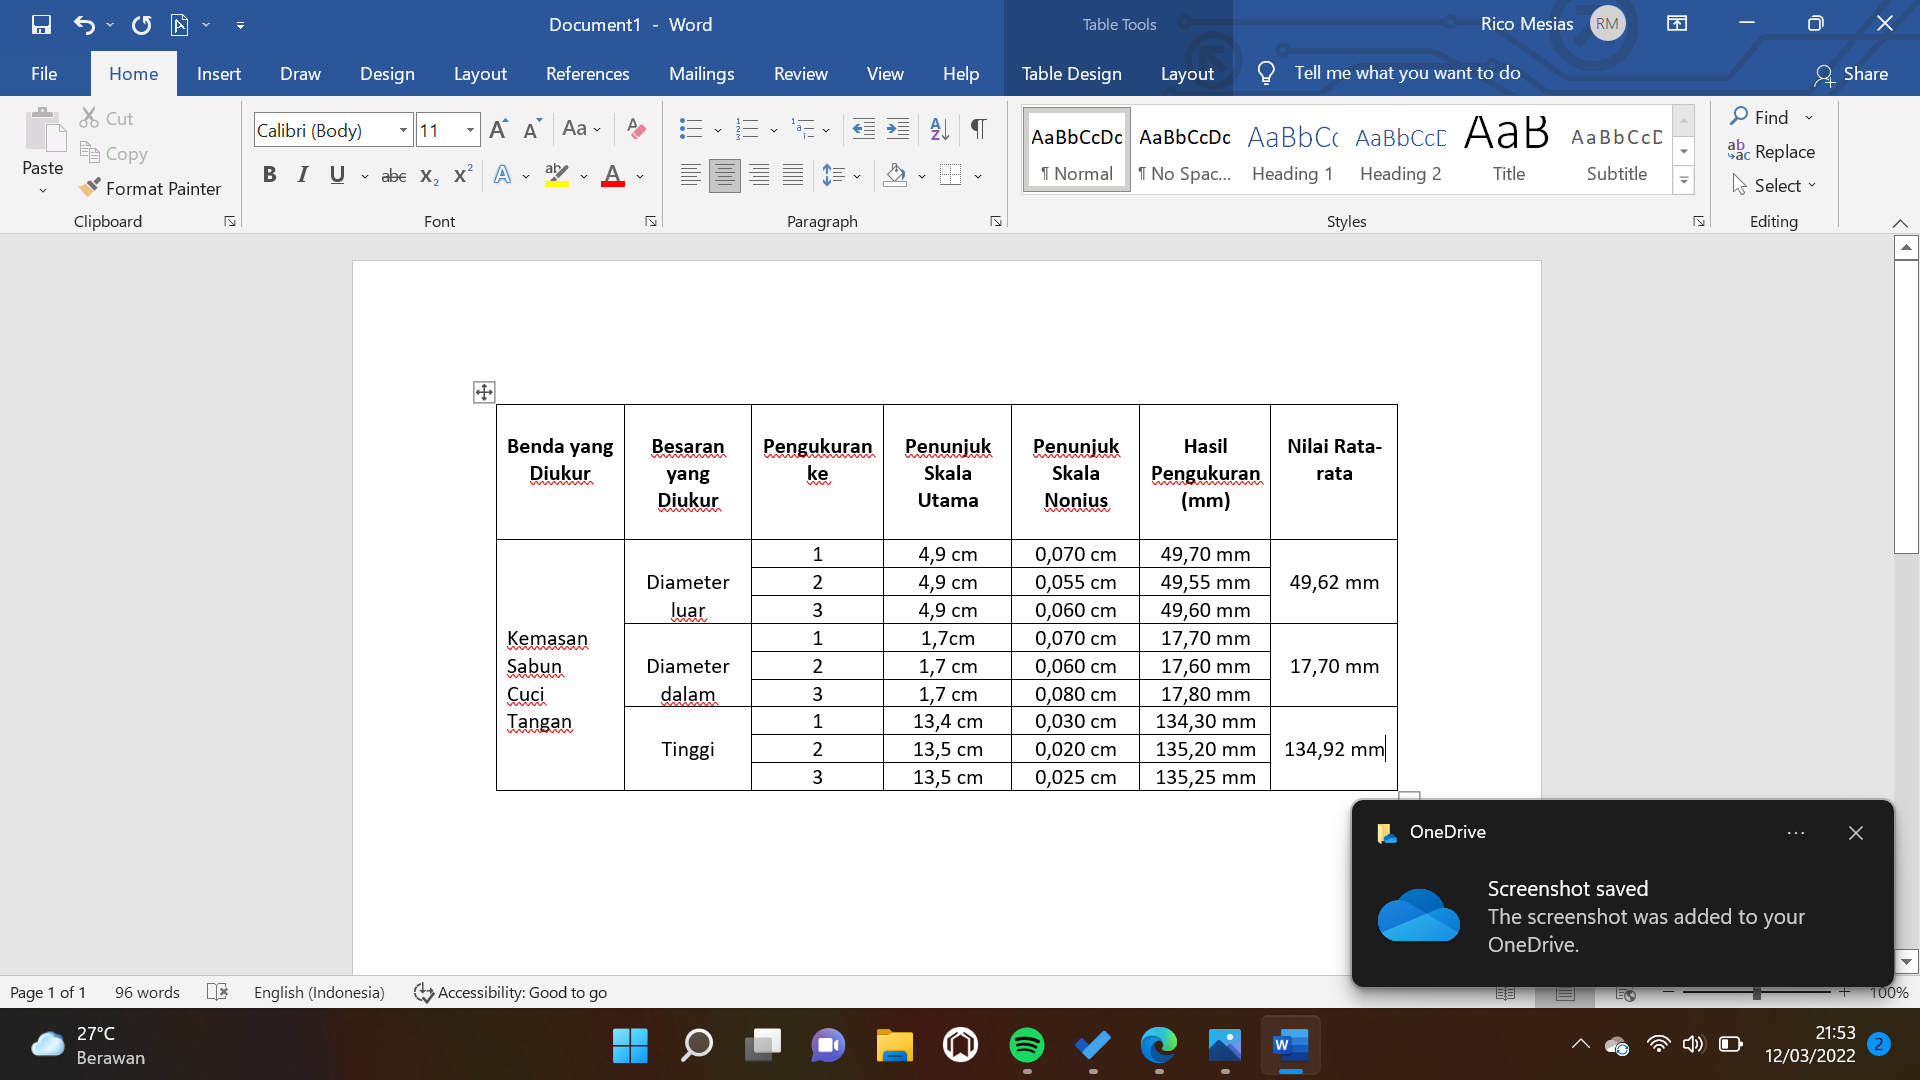 Document1 - Word
Table Tools
Rico Mesias
RM
File
Home
Insert
Draw
Design
Layout
References
Mailings
Review
View
Help
Table Design
Layout
Tell me what you want to do
Share
Paste
Cut
Copy
Format Painter
Clipboard
Calibri (Body)
11
Font
Paragraph
AaBbCcDc
¶ Normal
AaBbCcDc
¶ No Spac...
AaBbCc
Heading 1
AaBbCcC
Heading 2
AaB
Title
AaBbCcD
Subtitle
Styles
Find
Replace
Select
Editing
Benda yang
Diukur
Besaran
yang
Diukur
Pengukuran
ke
Penunjuk
Skala
Utama
Penunjuk
Skala
Nonius
Hasil
Pengukuran
(mm)
Nilai Rata-
rata
Kemasan
Sabun
Cuci
Tangan
Diameter
luar
1 4,9 cm 0,070 cm 49,70 mm
2 4,9 cm 0,055 cm 49,55 mm
3 4,9 cm 0,060 cm 49,60 mm
49,62 mm
Diameter
dalam
1 1,7cm 0,070 cm 17,70 mm
2 1,7 cm 0,060 cm 17,60 mm
3 1,7 cm 0,080 cm 17,80 mm
17,70 mm
Tinggi
1 13,4 cm 0,030 cm 134,30 mm
2 13,5 cm 0,020 cm 135,20 mm
3 13,5 cm 0,025 cm 135,25 mm
134,92 mm
OneDrive
Screenshot saved
The screenshot was added to your
OneDrive.
Page 1 of 1
96 words
English (Indonesia)
Accessibility: Good to go
100%
27°C
Berawan
21:53
12/03/2022
2